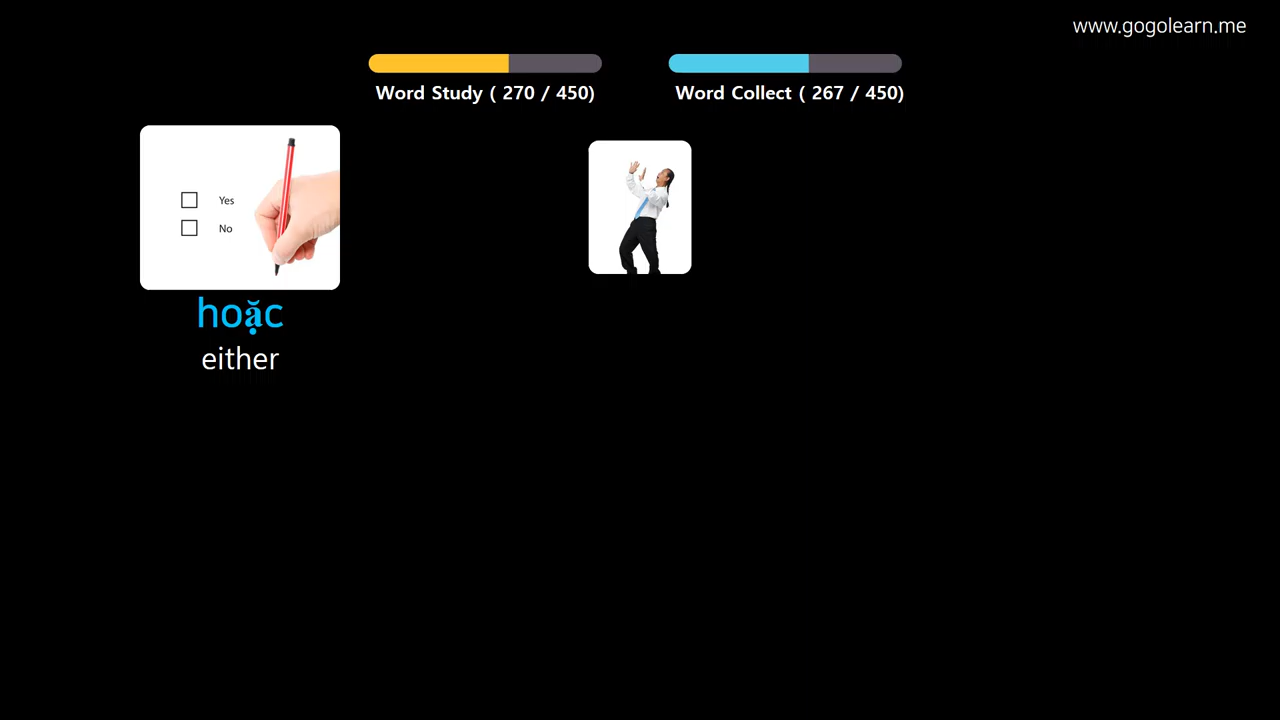 www.gogolearn.me
Word Study ( 270 / 450)
Word Collect ( 267 / 450)
Yes
No
hoặc
either